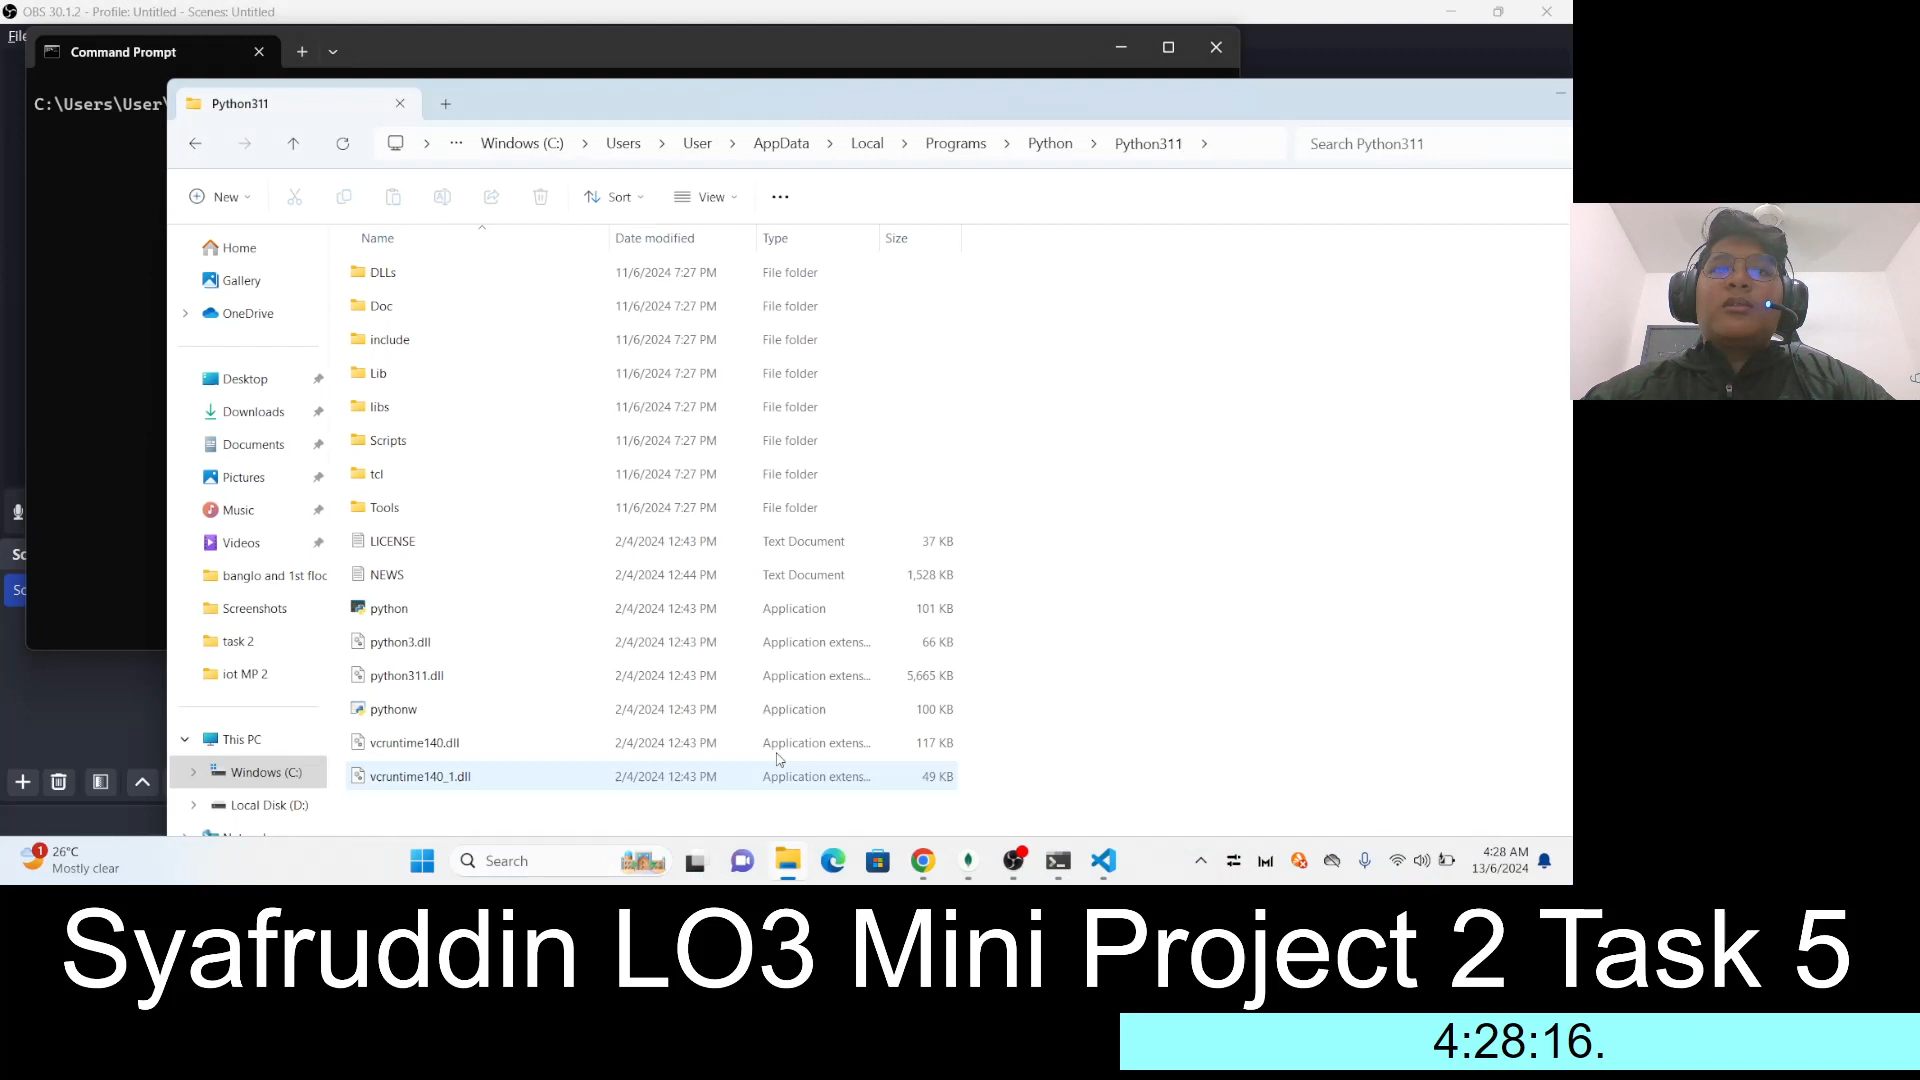 OBS 30.1.2 - Profile: Untitled - Scenes: Untitled
File
Command Prompt
C:\Users\User\
Python311
Windows (C:) > Users > User > AppData > Local > Programs > Python > Python311 >
Search Python311
New
Sort
View
Name
Date modified
Type
Size
Home
Gallery
OneDrive
Desktop
Downloads
Documents
Pictures
Music
Videos
banglo and 1st floc
Screenshots
task 2
iot MP 2
This PC
Windows (C:)
Local Disk (D:)
DLLs 11/6/2024 7:27 PM File folder
Doc 11/6/2024 7:27 PM File folder
include 11/6/2024 7:27 PM File folder
Lib 11/6/2024 7:27 PM File folder
libs 11/6/2024 7:27 PM File folder
Scripts 11/6/2024 7:27 PM File folder
tcl 11/6/2024 7:27 PM File folder
Tools 11/6/2024 7:27 PM File folder
LICENSE 2/4/2024 12:43 PM Text Document 37 KB
NEWS 2/4/2024 12:44 PM Text Document 1,528 KB
python 2/4/2024 12:43 PM Application 101 KB
python3.dll 2/4/2024 12:43 PM Application extens... 66 KB
python311.dll 2/4/2024 12:43 PM Application extens... 5,665 KB
pythonw 2/4/2024 12:43 PM Application 100 KB
vcruntime140.dll 2/4/2024 12:43 PM Application extens... 117 KB
vcruntime140_1.dll 2/4/2024 12:43 PM Application extens... 49 KB
Sc
Sc
1
26°C
Mostly clear
Search
4:28 AM
13/6/2024
Syafruddin LO3 Mini Project 2 Task 5
4:28:16.